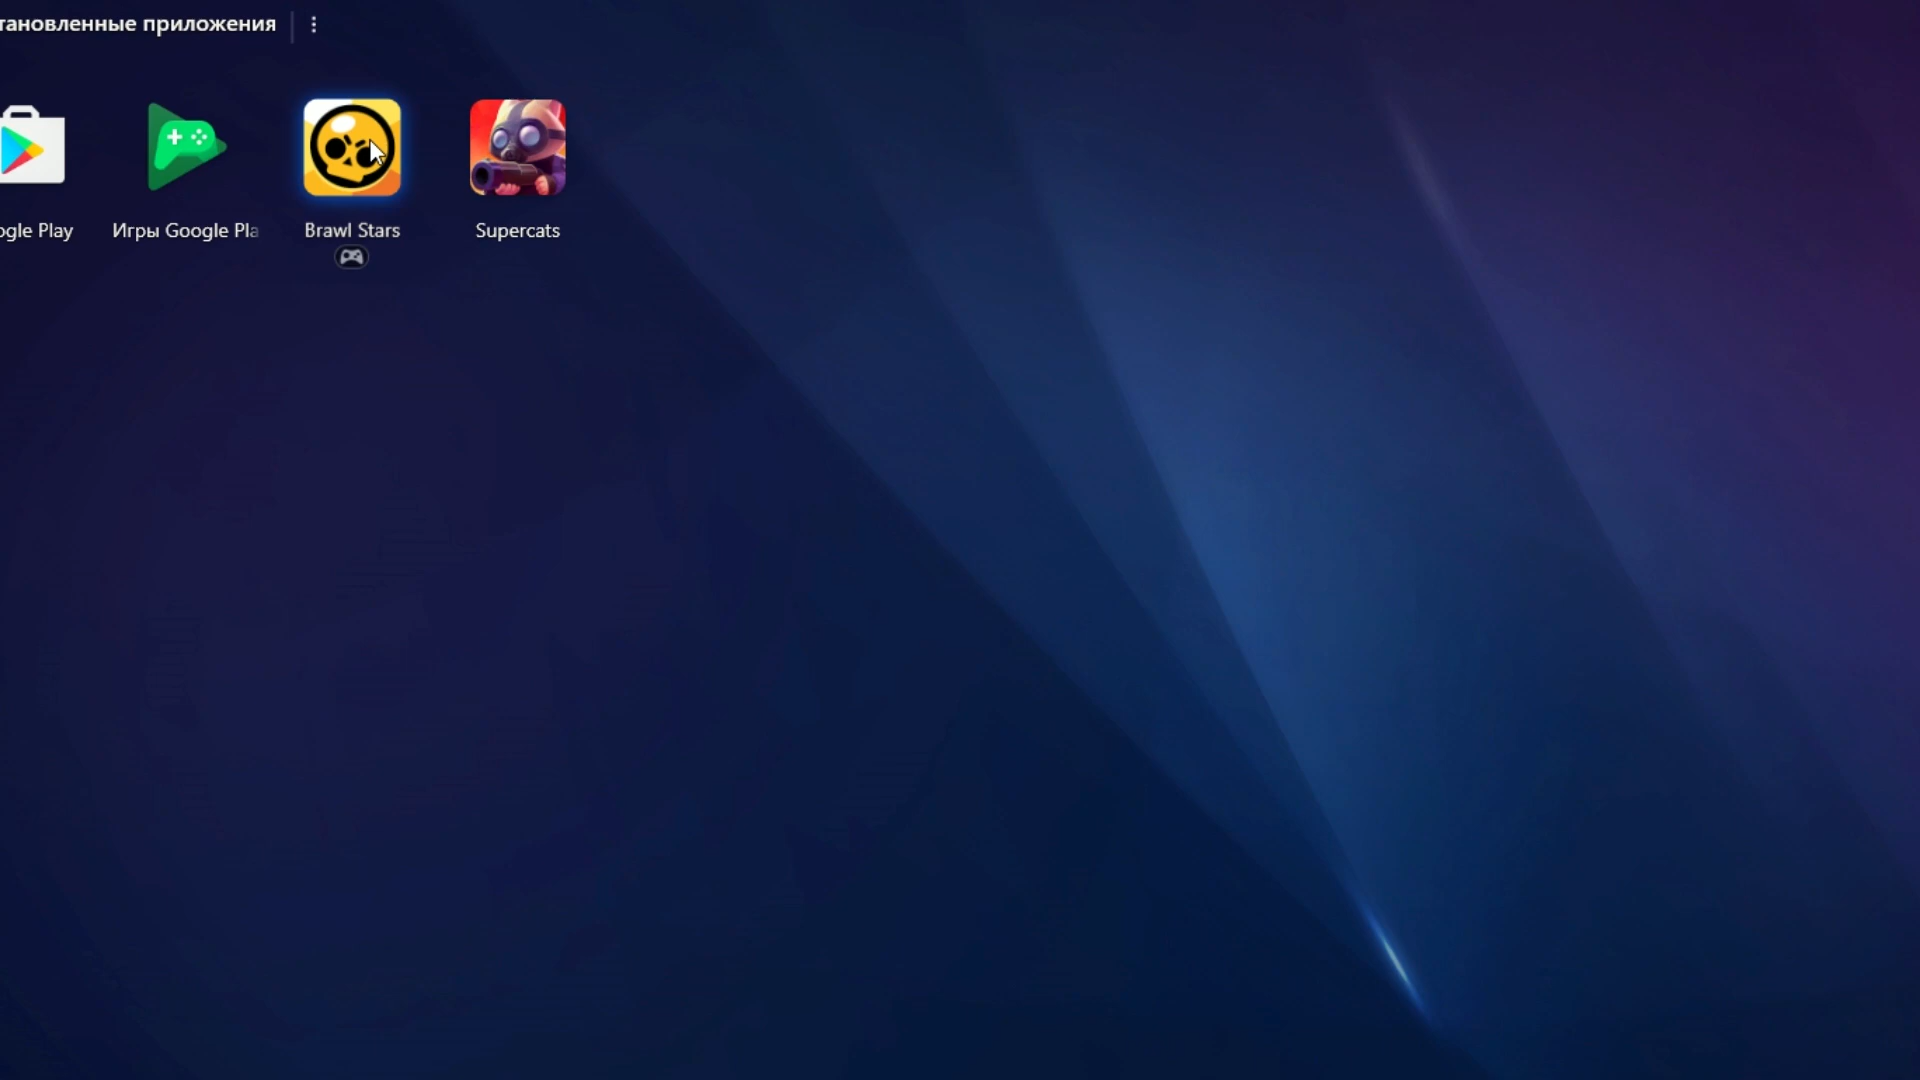 тановленные приложения
ogle Play
Игры Google Pla
Brawl Stars
Supercats